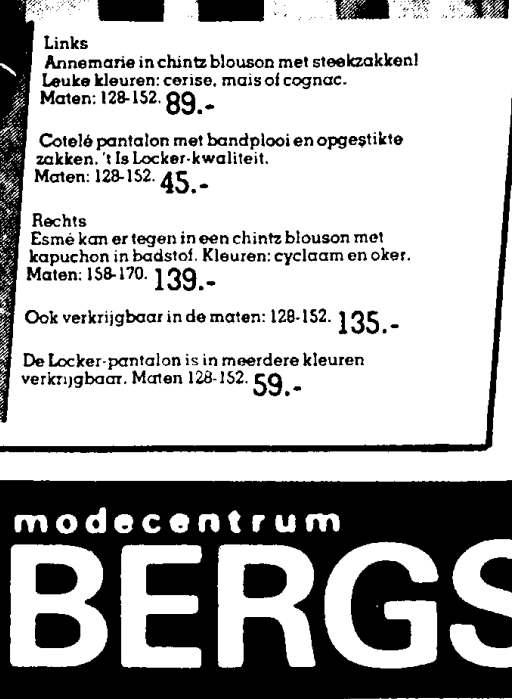 Links
Annemarie in chintz blouson met steekzakken!
Leuke kleuren: cerise, mais of cognac.
Maten: 128-152. 89.-
Cotelé pantalon met bandplooi en opgestikte
zakken. 't Is Locker-kwaliteit.
Maten: 128-152. 45.-
Rechts
Esmé kan er tegen in een chintz blouson met
kapuchon in badstof. Kleuren: cyclaam en oker.
Maten: 158-170. 139.-
Ook verkrijgbaar in de maten: 128-152. 135.-
De Locker-pantalon is in meerdere kleuren
verkrijgbaar. Maten 128-152. 59.-
modecentrum
BERGS